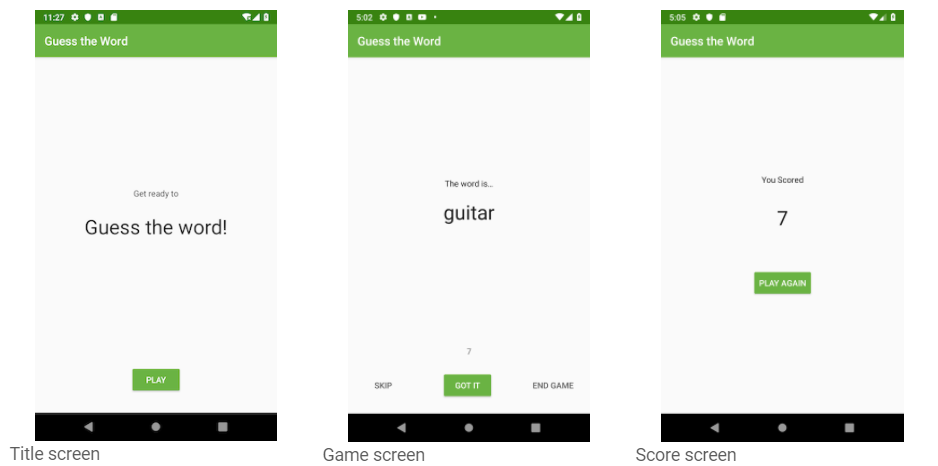 11:27
Guess the Word
Get ready to
Guess the word!
PLAY
Title screen
5:02
Guess the Word
The word is...
guitar
7
SKIP
GOT IT
END GAME
Game screen
5:05
Guess the Word
You Scored
7
PLAY AGAIN
Score screen